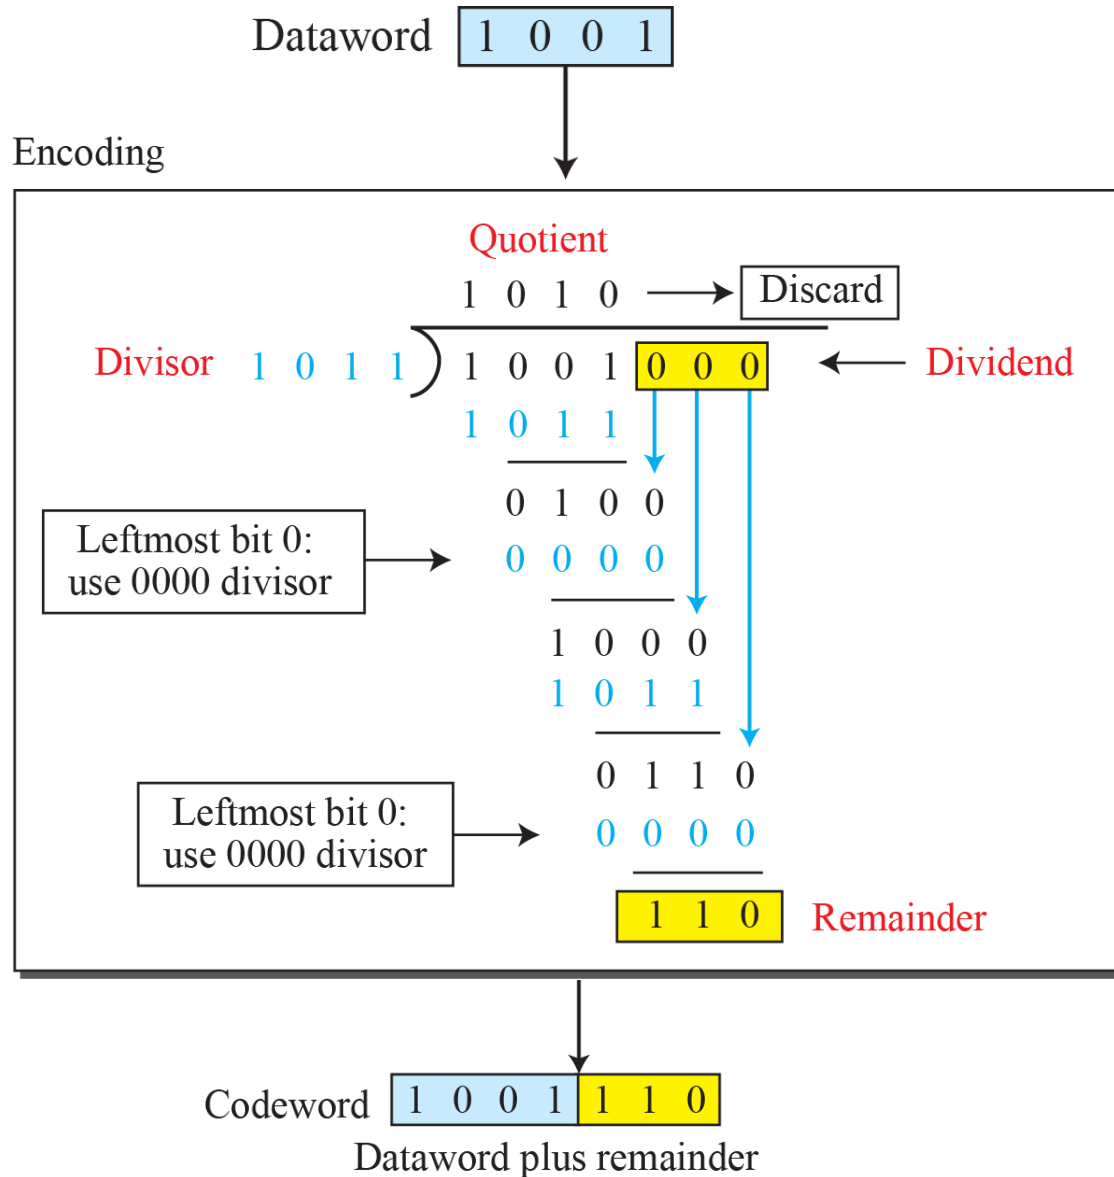 Dataword 1 0 0 1
Encoding
Quotient
1 0 1 0 Discard
Divisor 1 0 1 1 1 0 0 1 0 0 0 Dividend
1 0 1 1
0 1 0 0
Leftmost bit 0:
use 0000 divisor
0 0 0 0
1 0 0 0
1 0 1 1
0 1 1 0
Leftmost bit 0:
use 0000 divisor
0 0 0 0
1 1 0 Remainder
Codeword 1 0 0 1 1 1 0
Dataword plus remainder